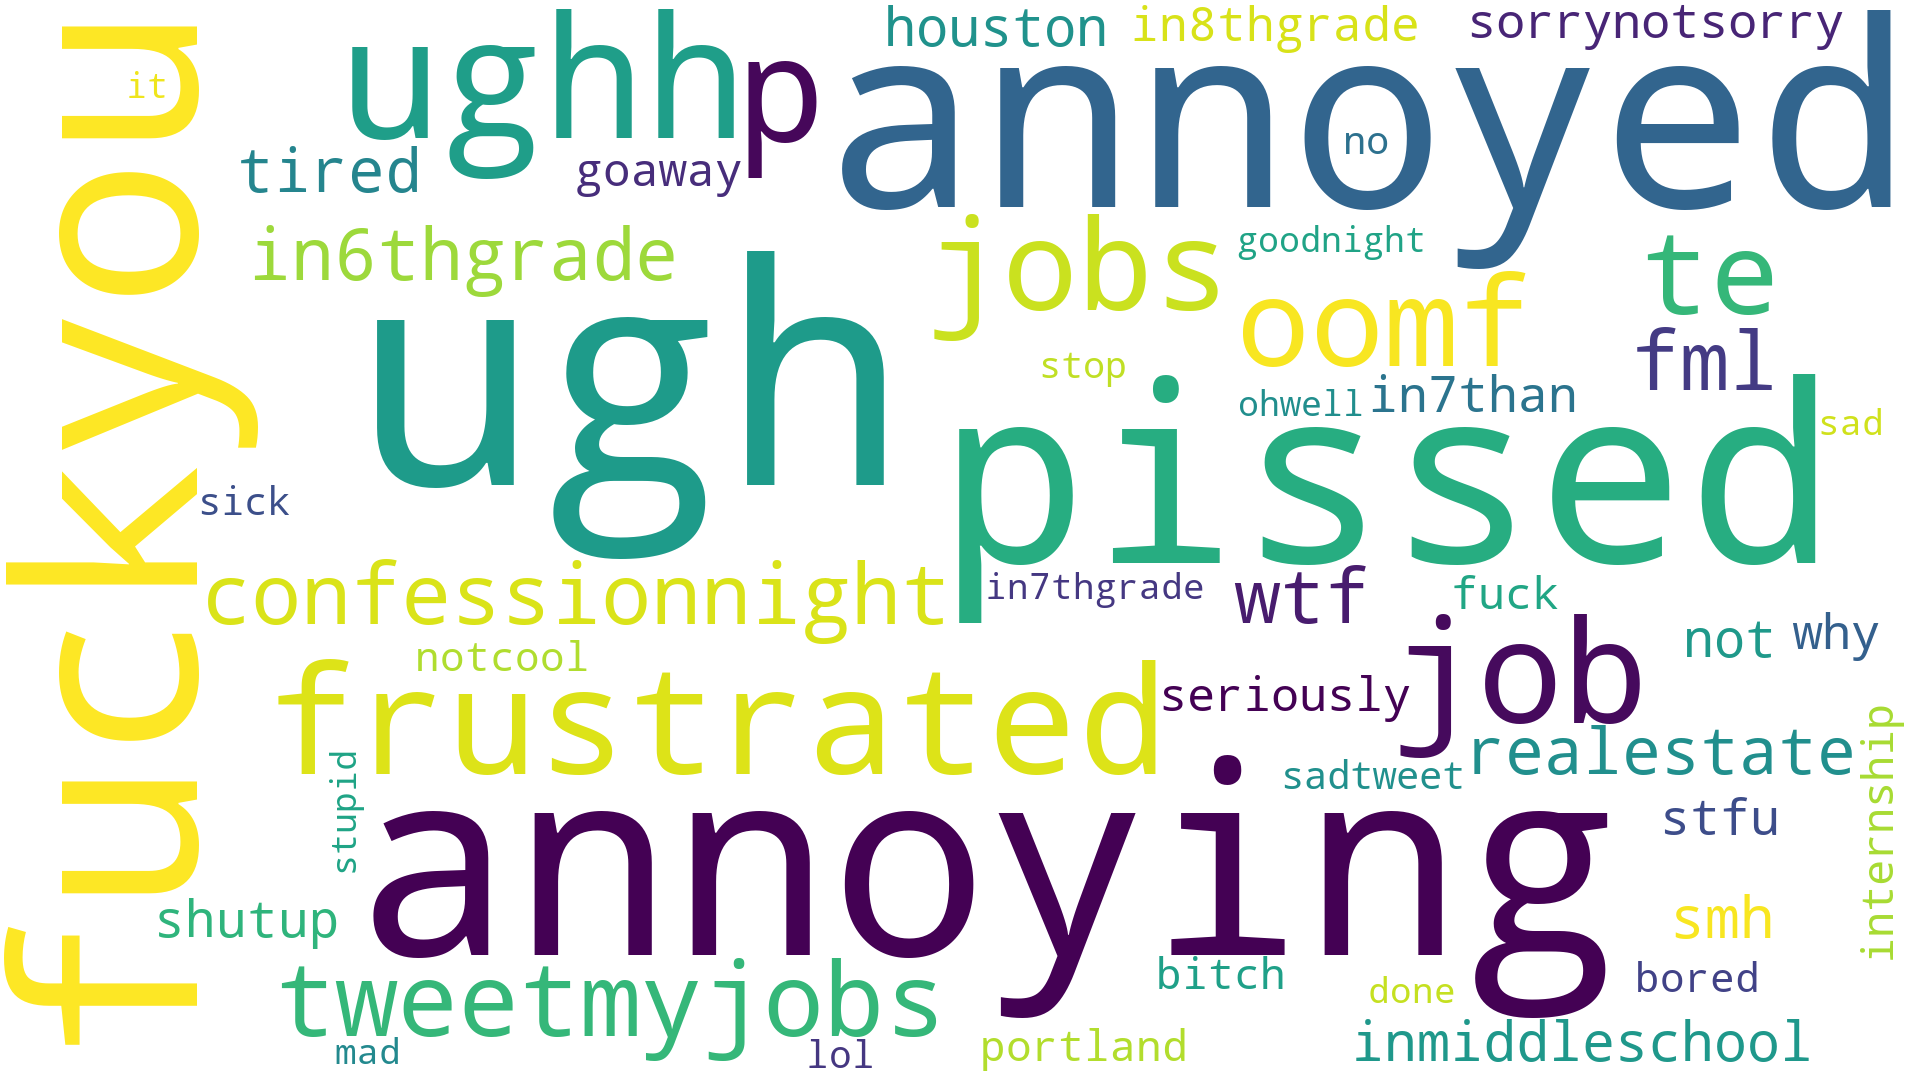 fuckyou
it
ughh
p
houston
in8thgrade
sorrynotsorry
annoyed
no
tired
goaway
in6thgrade
jobs
goodnight
te
oomf
fml
ugh
stop
ohwell
in7than
sad
pissed
sick
confessionnight
in7thgrade
wtf
fuck
job
not
why
notcool
frustrated
seriously
realestate
internship
sadtweet
stupid
annoying
stfu
shutup
smh
tweetmyjobs
bitch
done
bored
mad
lol
portland
inmiddleschool